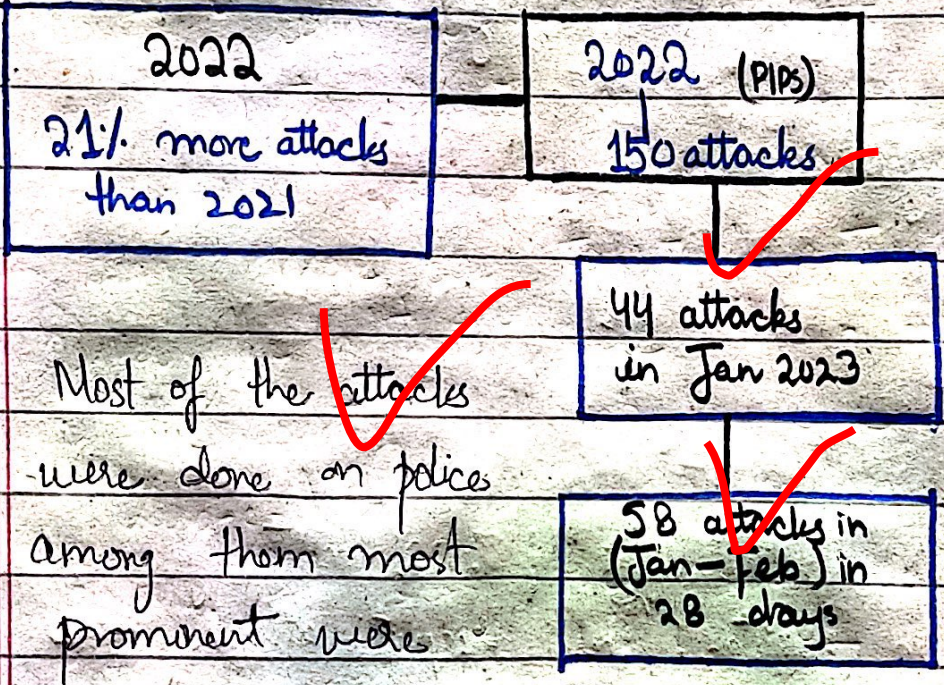 2022
21% more attacks
than 2021
2022 (PIPs)
150 attacks
44 attacks
in Jan 2023
Most of the attacks
were done on polices
among them most
prominent were
58 attacks in
(Jan-Feb) in
28 days